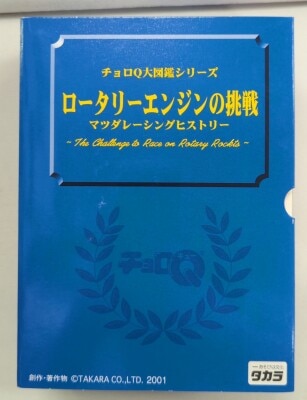 チョロQ大図鑑シリーズ
ロータリーエンジンの挑戦
マツダレーシングヒストリー
~ The Challenge to Race on Rotary Rockts ~
チョロQ
創作・著作物 ©TAKARA CO.,LTD. 2001
タカラ